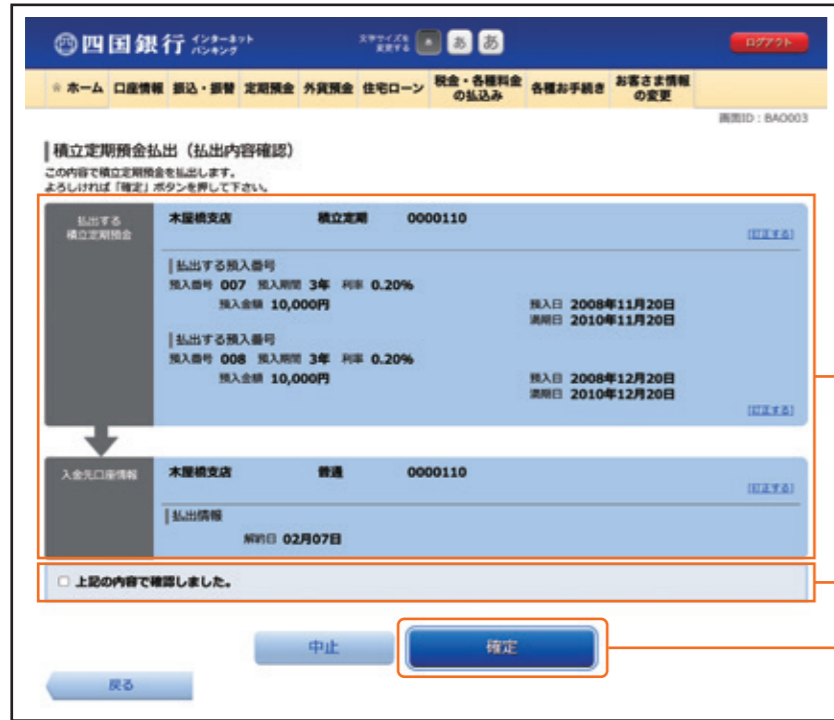 四国銀行 インターネット バンキング
文字サイズを変更する あ あ
ログアウト
ホーム 口座情報 振込・振替 定期預金 外貨預金 住宅ローン 税金・各種料金の払込み 各種お手続き お客さま情報の変更
画面ID：BAO003
積立定期預金払出（払出内容確認）
この内容で積立定期預金を払出します。
よろしければ「確定」ボタンを押して下さい。
払出する積立定期預金
木屋橋支店 積立定期 0000110
[訂正する]
払出する預入番号
預入番号 007 預入期間 3年 利率 0.20%
預入金額 10,000円 預入日 2008年11月20日
満期日 2010年11月20日
払出する預入番号
預入番号 008 預入期間 3年 利率 0.20%
預入金額 10,000円 預入日 2008年12月20日
満期日 2010年12月20日
[訂正する]
入金先口座情報 木屋橋支店 普通 0000110
[訂正する]
払出情報
解約日 02月07日
上記の内容で確認しました。
中止 確定
戻る